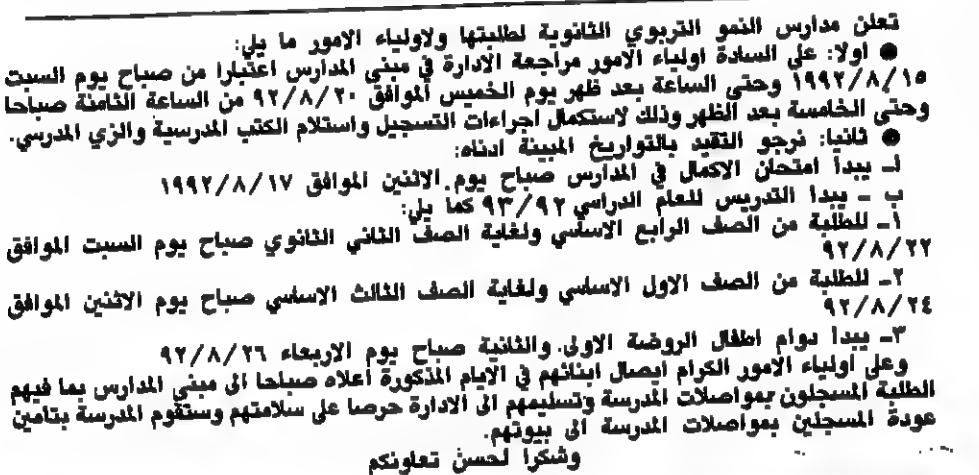 تعلن مدارس النمو التربوي الثانوية لطلبتها ولاولياء الامور ما يلي:
● اولا: على السادة اولياء الامور مراجعة الادارة في مبنى المدارس اعتبارا من صباح يوم السبت
١٩٩٢/٨/١٥ وحتى الساعة بعد ظهر يوم الخميس الموافق ٩٢/٨/٢٠ من الساعة الثامنة صباحا
وحتى الخامسة بعد الظهر وذلك لاستكمال اجراءات التسجيل واستلام الكتب المدرسية والزي المدرسي.
● ثانيا: نرجو التقيد بالتواريخ المبينة ادناه:
أـ يبدأ امتحان الاكمال في المدارس صباح يوم الاثنين الموافق ١٩٩٢/٨/١٧
ب ـ يبدأ التدريس للعام الدراسي ٩٣/٩٢ كما يلي:
١ـ للطلبة من الصف الرابع الاساسي ولغاية الصف الثاني الثانوي صباح يوم السبت الموافق
٩٢/٨/٢٢
٢ـ للطلبة من الصف الاول الاساسي ولغاية الصف الثالث الاساسي صباح يوم الاثنين الموافق
٩٢/٨/٢٤
٣ـ يبدأ دوام اطفال الروضة الاولى والثانية صباح يوم الاربعاء ٩٢/٨/٢٦
وعلى اولياء الامور الكرام ايصال ابنائهم في الايام المذكورة أعلاه صباحا الى مبنى المدارس بما فيهم
الطلبة المسجلون بمواصلات المدرسة وتسليمهم الى الادارة حرصا على سلامتهم وستقوم المدرسة بتامين
عودة المسجلين بمواصلات المدرسة الى بيوتهم.
وشكرا لحسن تعاونكم